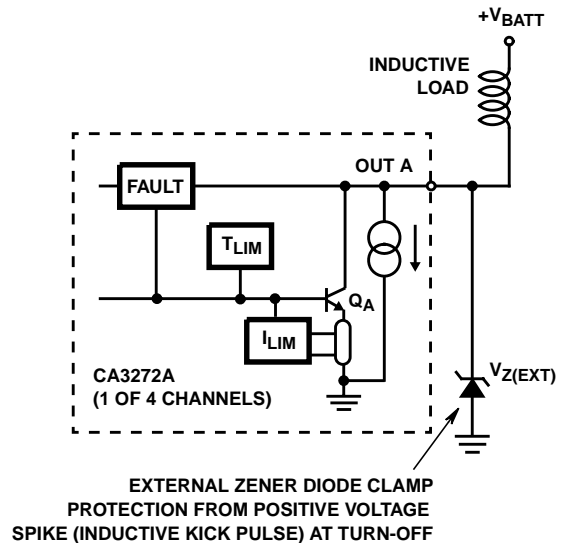 +VBATT
INDUCTIVE
LOAD
OUT A
FAULT
TLIM
QA
ILIM
CA3272A
(1 OF 4 CHANNELS)
VZ(EXT)
EXTERNAL ZENER DIODE CLAMP
PROTECTION FROM POSITIVE VOLTAGE
SPIKE (INDUCTIVE KICK PULSE) AT TURN-OFF